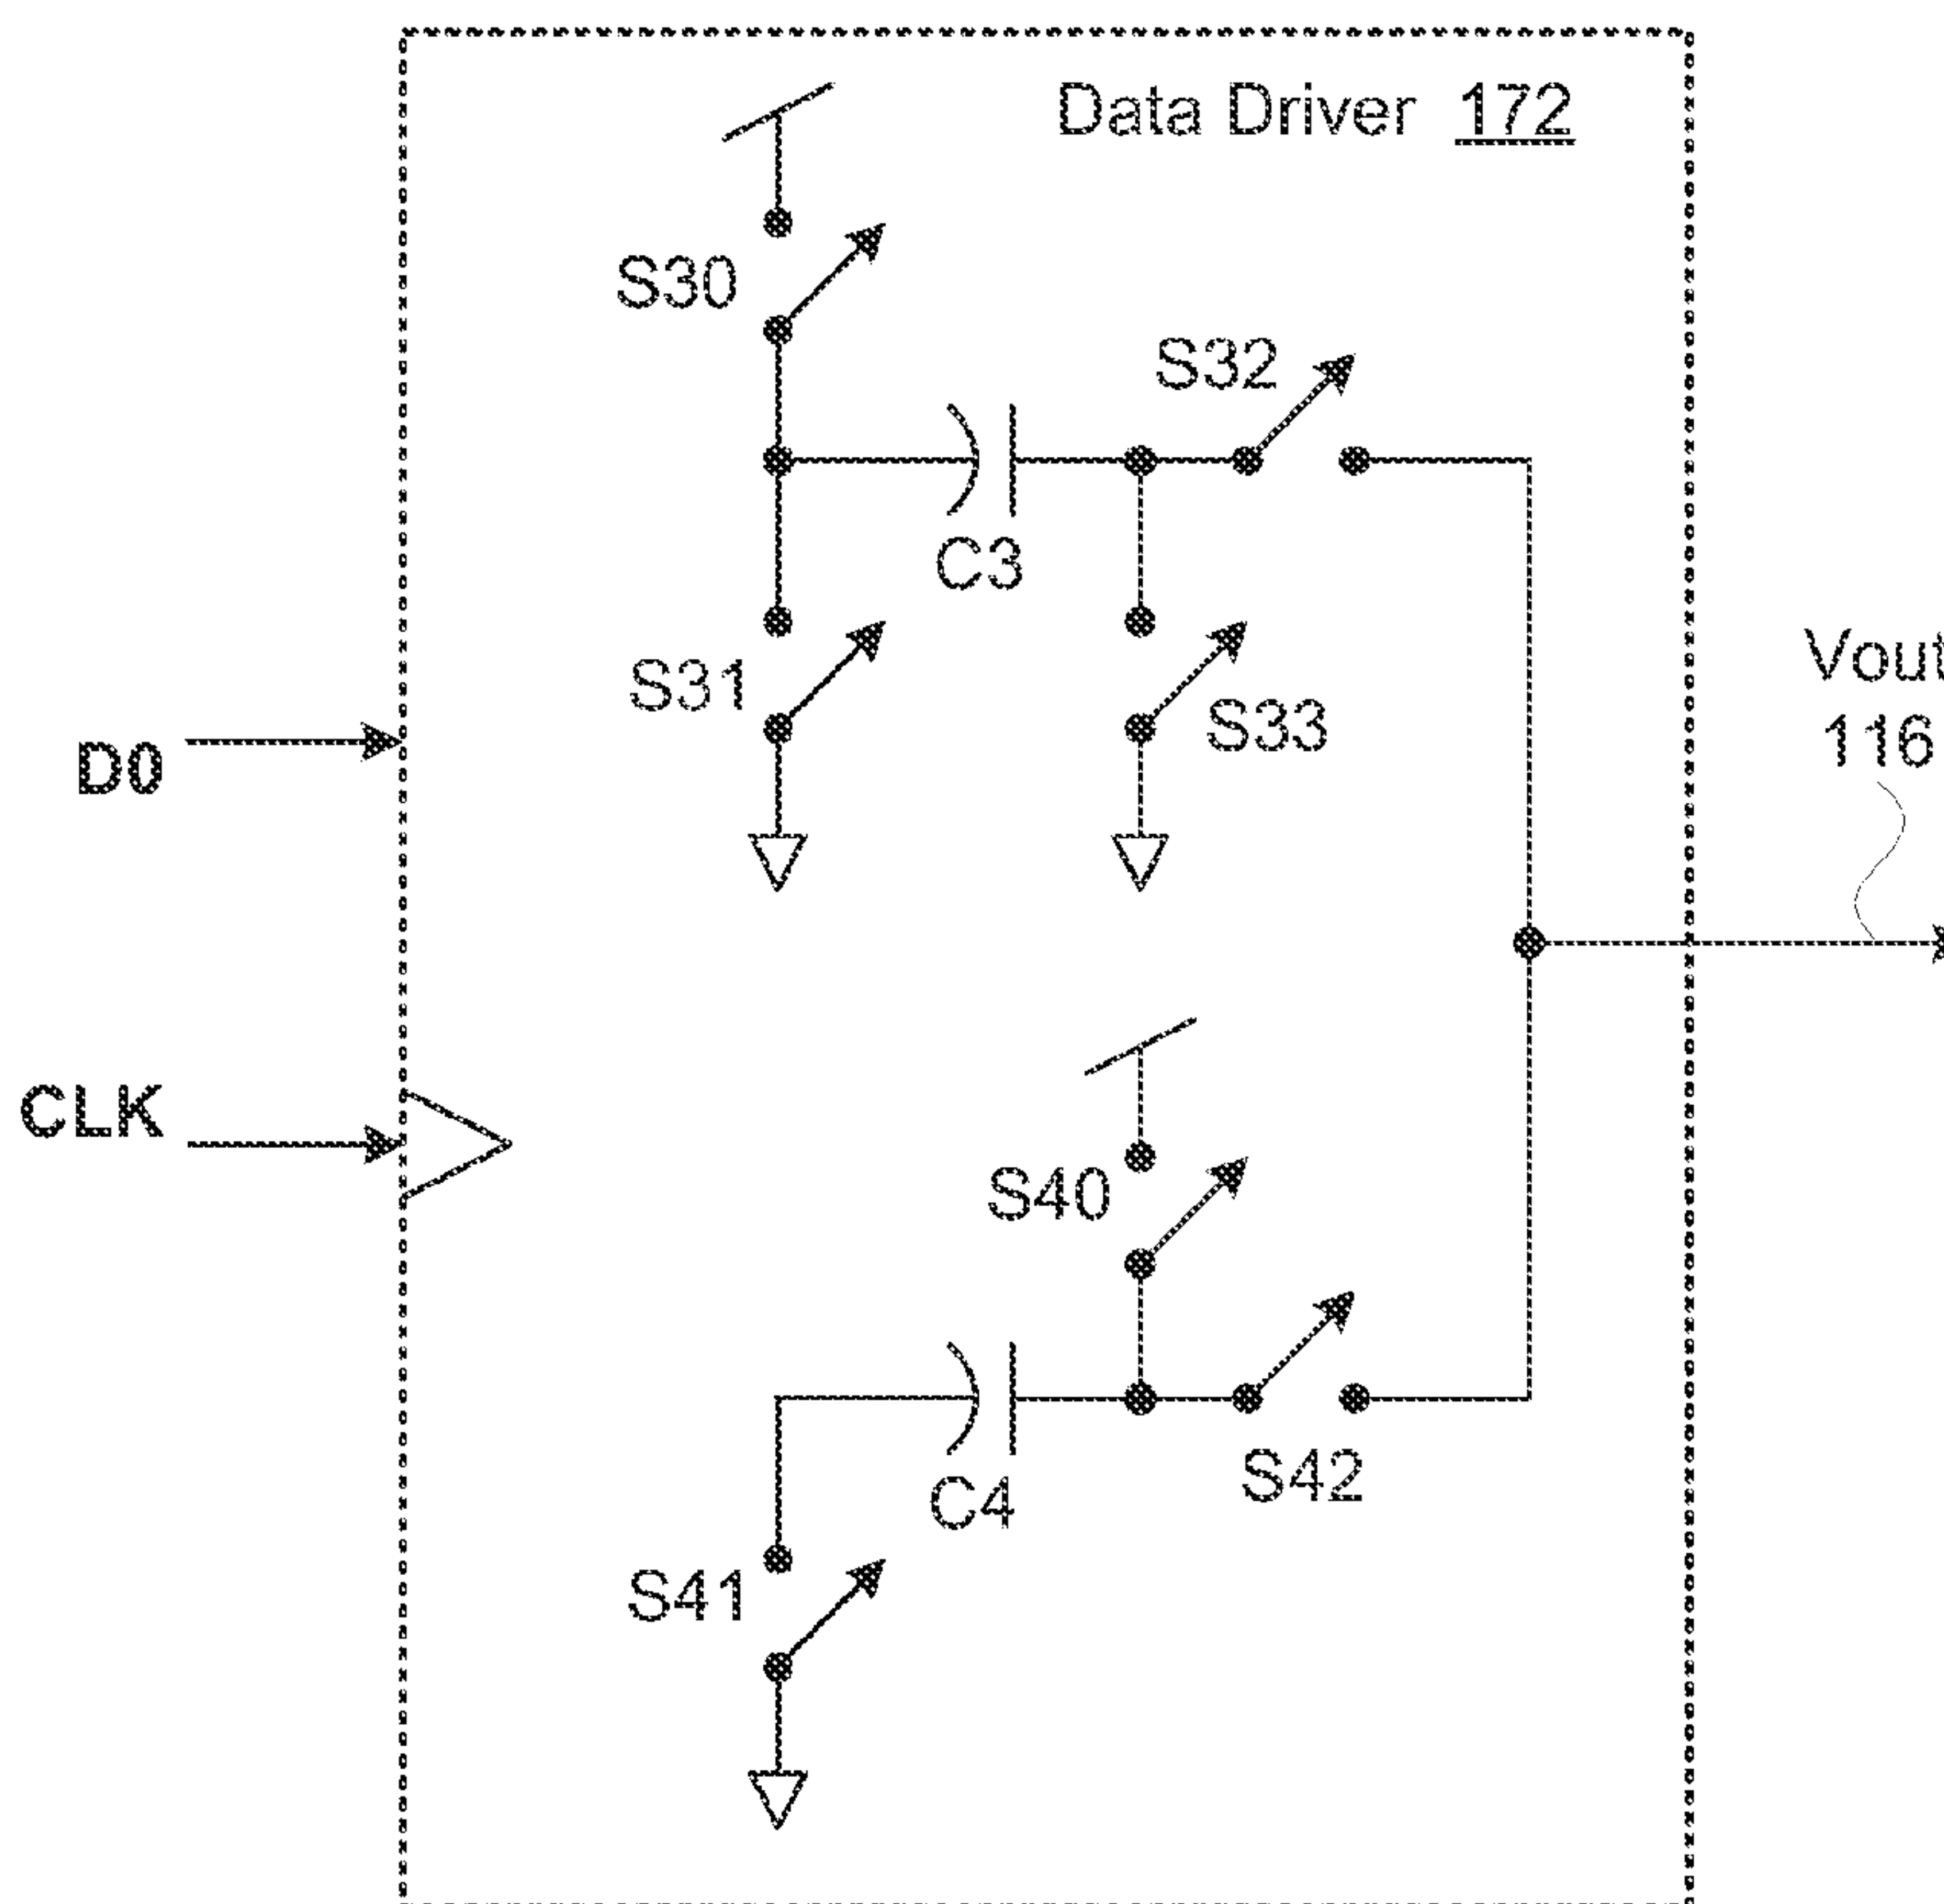 Data Driver 172
S30
S32
C3
S31
S33
Vout
116
D0
CLK
S40
S42
C4
S41